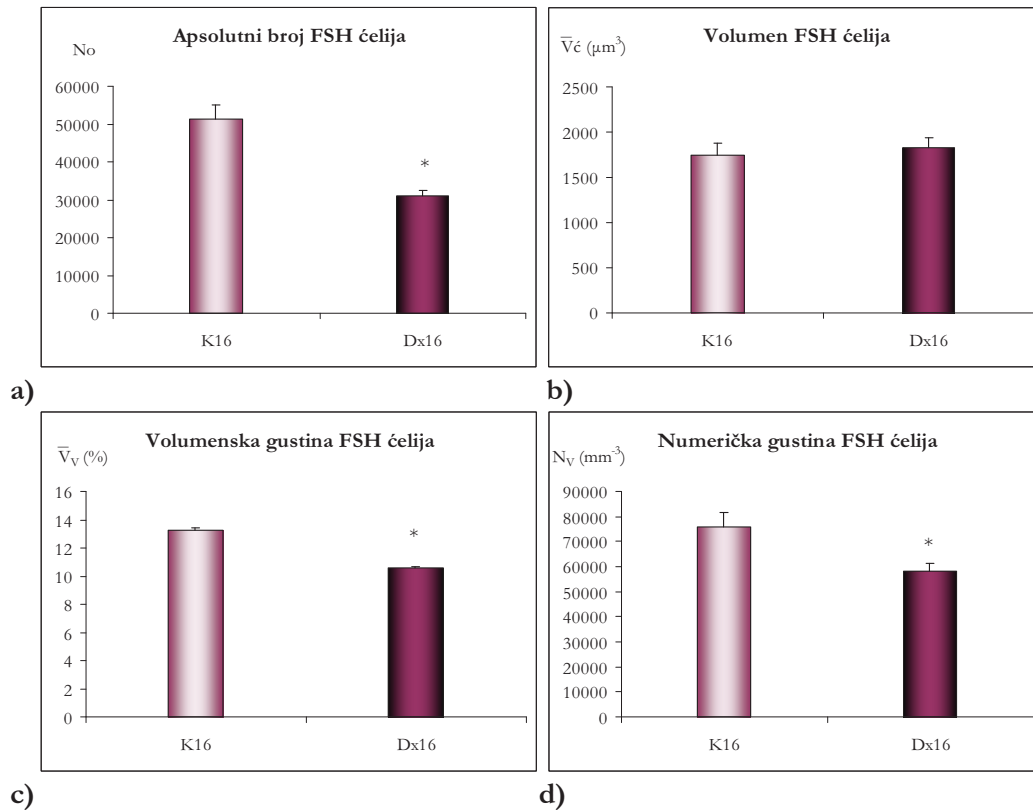 Apsolutni broj FSH ćelija
No
60000
50000
40000
30000
20000
10000
0
*
K16
Dx16
a)
Volumen FSH ćelija
V̅ć (µm³)
2500
2000
1500
1000
500
0
K16
Dx16
b)
Volumenska gustina FSH ćelija
V̅ᵥ (%)
16
14
12
10
8
6
4
2
0
*
K16
Dx16
c)
Numerička gustina FSH ćelija
Nᵥ (mm⁻³)
90000
80000
70000
60000
50000
40000
30000
20000
10000
0
*
K16
Dx16
d)